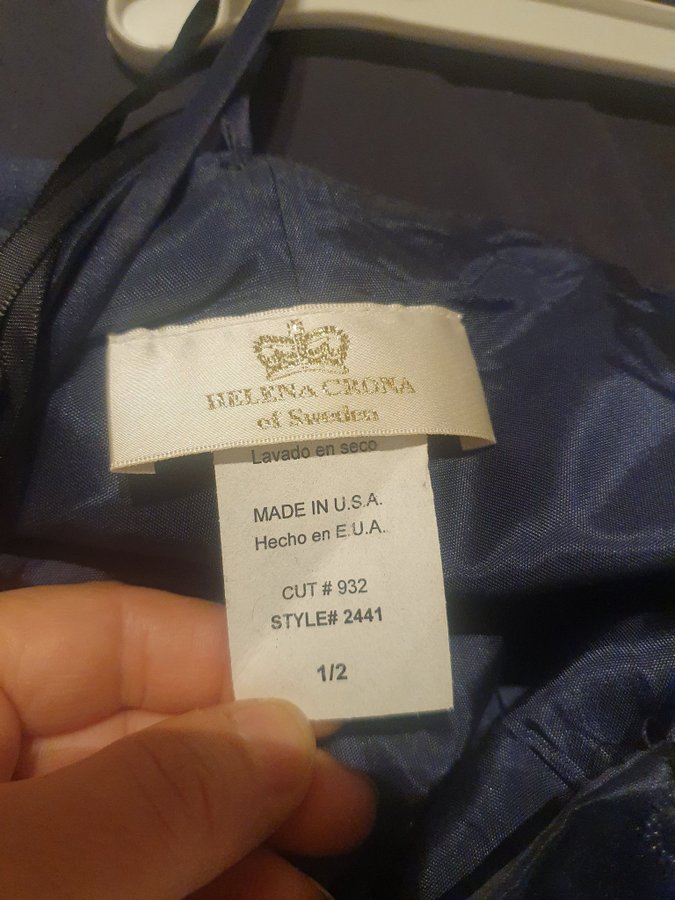 HELENA CRONA
of Sweden
Lavado en seco
MADE IN U.S.A.
Hecho en E.U.A.
CUT # 932
STYLE# 2441
1/2